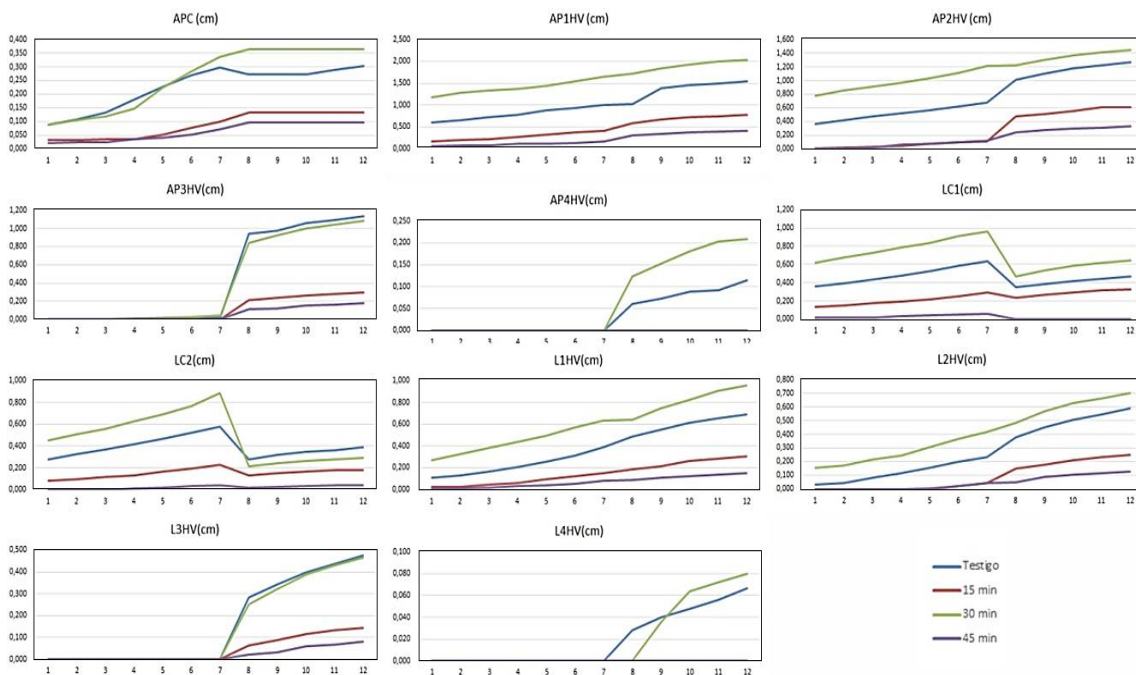 APC (cm)
0,400
0,350
0,300
0,250
0,200
0,150
0,100
0,050
0,000
1 2 3 4 5 6 7 8 9 10 11 12
AP1HV (cm)
2,500
2,000
1,500
1,000
0,500
0,000
1 2 3 4 5 6 7 8 9 10 11 12
AP2HV (cm)
1,600
1,400
1,200
1,000
0,800
0,600
0,400
0,200
0,000
1 2 3 4 5 6 7 8 9 10 11 12
AP3HV(cm)
1,200
1,000
0,800
0,600
0,400
0,200
0,000
1 2 3 4 5 6 7 8 9 10 11 12
AP4HV(cm)
0,250
0,200
0,150
0,100
0,050
0,000
1 2 3 4 5 6 7 8 9 10 11 12
LC1(cm)
1,200
1,000
0,800
0,600
0,400
0,200
0,000
1 2 3 4 5 6 7 8 9 10 11 12
LC2(cm)
1,000
0,800
0,600
0,400
0,200
0,000
1 2 3 4 5 6 7 8 9 10 11 12
L1HV(cm)
1,000
0,800
0,600
0,400
0,200
0,000
1 2 3 4 5 6 7 8 9 10 11 12
L2HV(cm)
0,800
0,700
0,600
0,500
0,400
0,300
0,200
0,100
0,000
1 2 3 4 5 6 7 8 9 10 11 12
L3HV(cm)
0,500
0,400
0,300
0,200
0,100
0,000
1 2 3 4 5 6 7 8 9 10 11 12
L4HV(cm)
0,100
0,080
0,060
0,040
0,020
0,000
1 2 3 4 5 6 7 8 9 10 11 12
Testigo
15 min
30 min
45 min